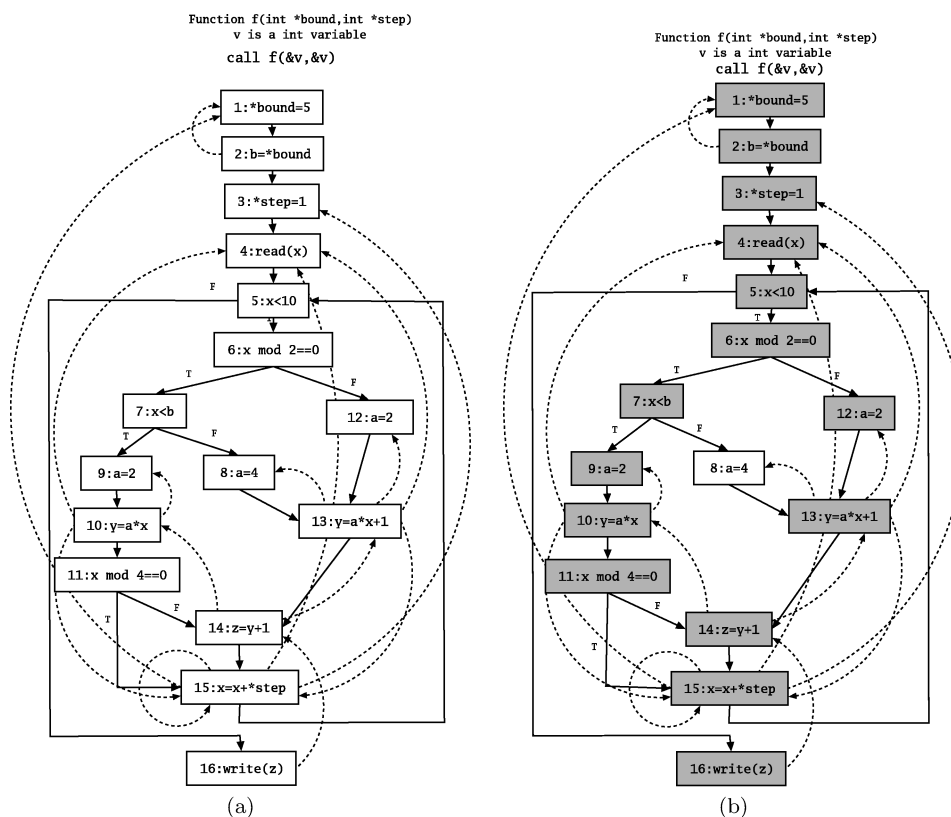 Function f(int *bound,int *step)
v is a int variable
call f(&v,&v)
1:*bound=5
2:b=*bound
3:*step=1
4:read(x)
F
5:x<10
T
6:x mod 2==0
T
F
7:x<b
12:a=2
T
F
9:a=2
8:a=4
10:y=a*x
13:y=a*x+1
11:x mod 4==0
T
F
14:z=y+1
15:x=x+*step
16:write(z)
(a)
Function f(int *bound,int *step)
v is a int variable
call f(&v,&v)
1:*bound=5
2:b=*bound
3:*step=1
4:read(x)
F
5:x<10
T
6:x mod 2==0
T
F
7:x<b
12:a=2
T
F
9:a=2
8:a=4
10:y=a*x
13:y=a*x+1
11:x mod 4==0
F
T
14:z=y+1
15:x=x+*step
16:write(z)
(b)